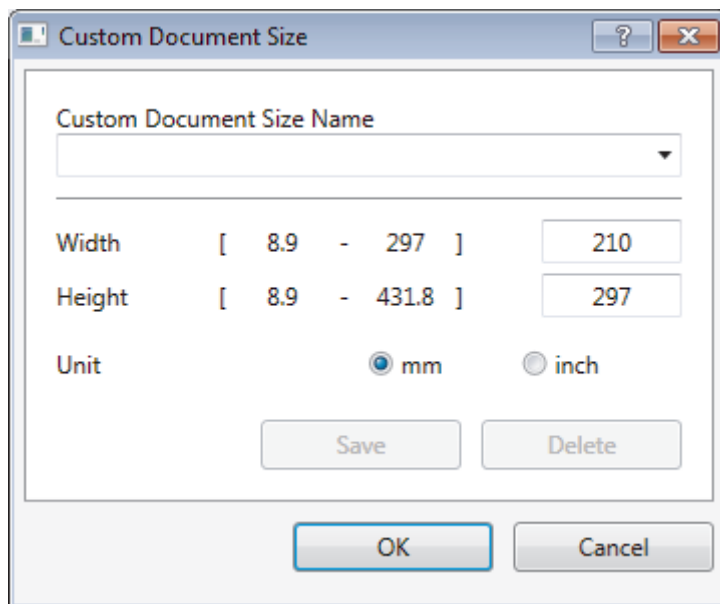 Custom Document Size
Custom Document Size Name
Width [ 8.9 - 297 ] 210
Height [ 8.9 - 431.8 ] 297
Unit mm inch
Save Delete
OK Cancel